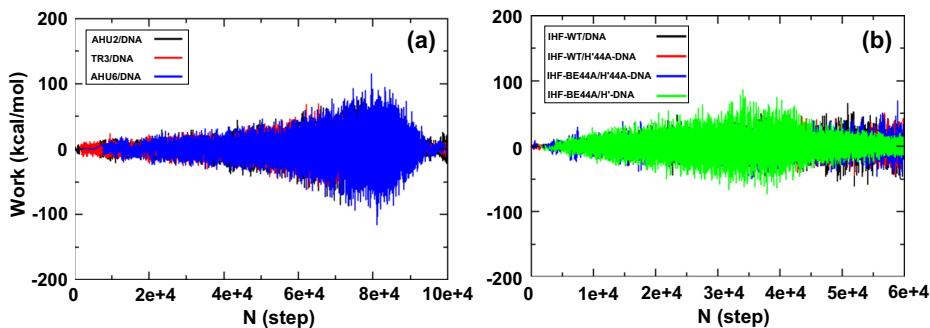 200
100
0
-100
-200
Work (kcal/mol)
AHU2/DNA
TR3/DNA
AHU6/DNA
(a)
0 2e+4 4e+4 6e+4 8e+4 10e+4
N (step)
200
100
0
-100
-200
IHF-WT/DNA
IHF-WT/H'44A-DNA
IHF-BE44A/H'44A-DNA
IHF-BE44A/H'-DNA
(b)
0 1e+4 2e+4 3e+4 4e+4 5e+4 6e+4
N (step)